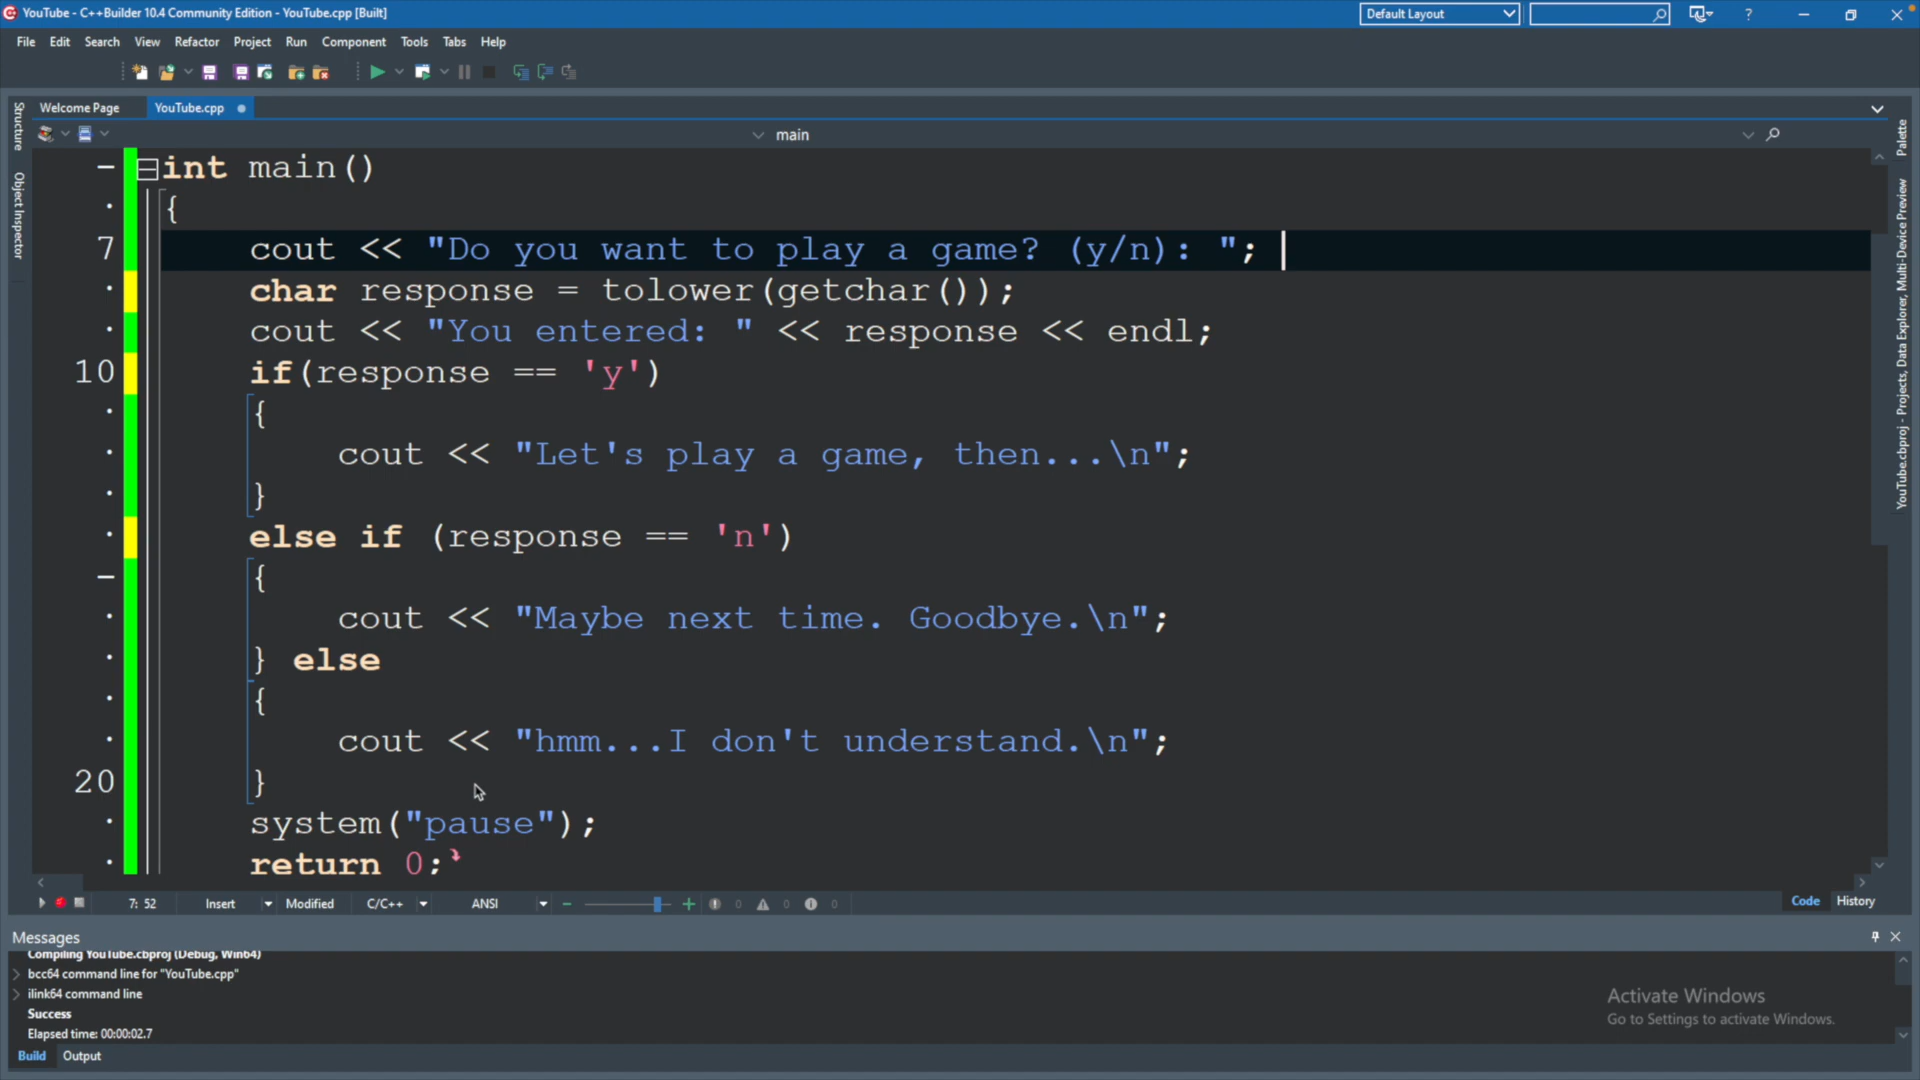 YouTube - C++Builder 10.4 Community Edition - YouTube.cpp [Built]
Default Layout
?
File Edit Search View Refactor Project Run Component Tools Tabs Help
Welcome Page YouTube.cpp
main
Structure
Object Inspector
Palette
YouTube.cbproj - Projects, Data Explorer, Multi-Device Preview
int main()
{
7 cout << "Do you want to play a game? (y/n): ";
char response = tolower(getchar());
cout << "You entered: " << response << endl;
10 if(response == 'y')
{
cout << "Let's play a game, then...\n";
}
else if (response == 'n')
{
cout << "Maybe next time. Goodbye.\n";
} else
{
cout << "hmm...I don't understand.\n";
20 }
system("pause");
return 0;
7: 52 Insert Modified C/C++ ANSI 0 0 0
Code History
Messages
Compiling YouTube.cbproj (Debug, Win64)
bcc64 command line for "YouTube.cpp"
ilink64 command line
Success
Elapsed time: 00:00:02.7
Build Output
Activate Windows
Go to Settings to activate Windows.